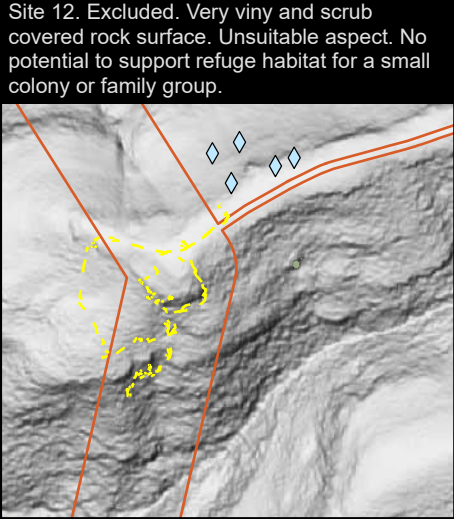 Site 12. Excluded. Very viny and scrub
covered rock surface. Unsuitable aspect. No
potential to support refuge habitat for a small
colony or family group.